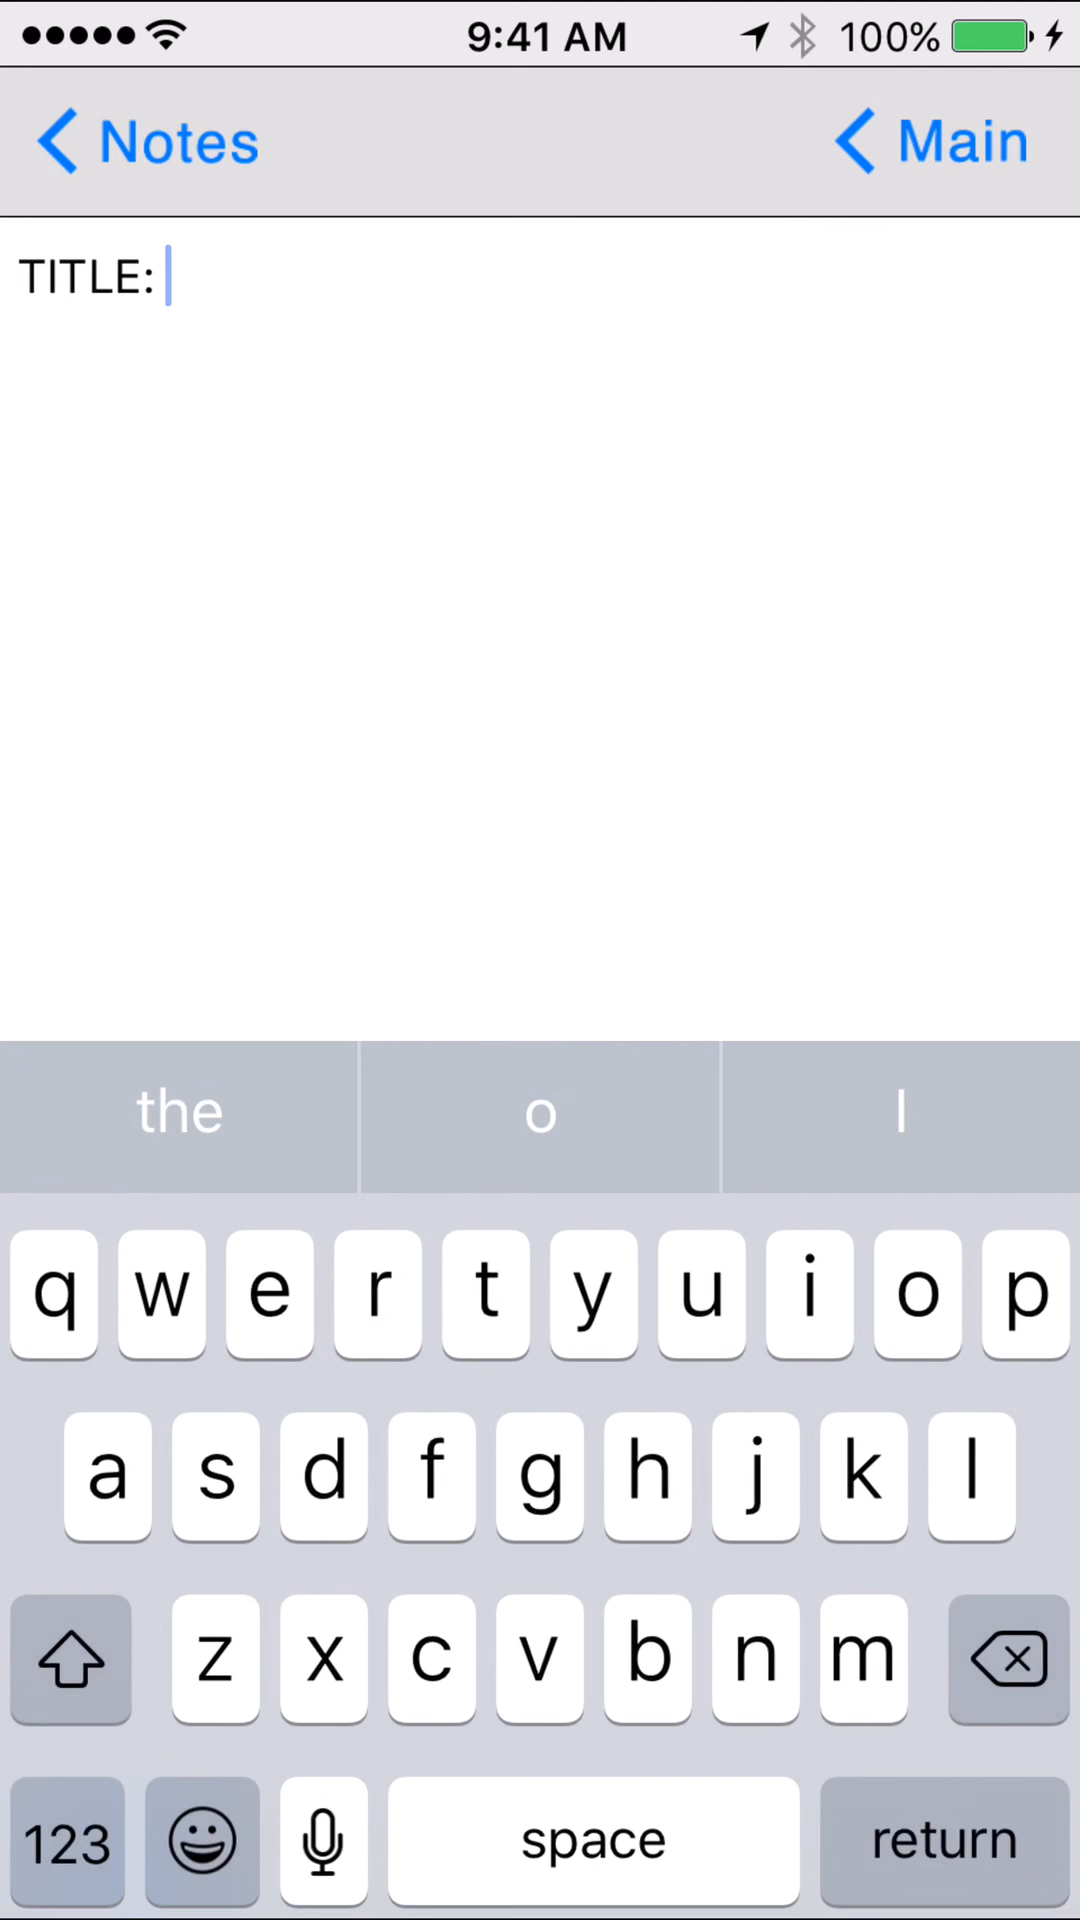 9:41 AM 100%
Notes Main
TITLE:
the o I
q w e r t y u i o p
a s d f g h j k l
z x c v b n m
123 space return